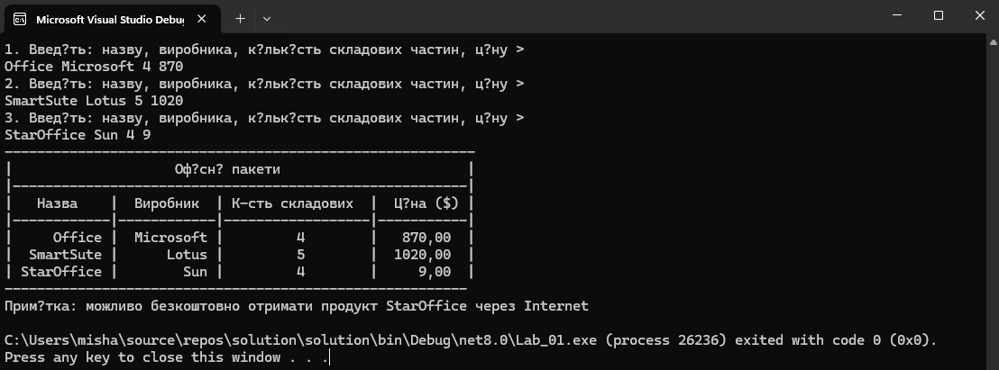 Microsoft Visual Studio Debug
1. Введ?ть: назву, виробника, к?льк?сть складових частин, ц?ну >
Office Microsoft 4 870
2. Введ?ть: назву, виробника, к?льк?сть складових частин, ц?ну >
SmartSute Lotus 5 1020
3. Введ?ть: назву, виробника, к?льк?сть складових частин, ц?ну >
StarOffice Sun 4 9
----------------------------------------------------------
|                    Оф?сн? пакети                       |
|--------------------------------------------------------|
|   Назва    |  Виробник  | К-сть складових  |  Ц?на ($) |
|------------|------------|------------------|-----------|
|     Office |  Microsoft |         4        |   870,00  |
|  SmartSute |      Lotus |         5        |  1020,00  |
| StarOffice |        Sun |         4        |     9,00  |
---------------------------------------------------------
Прим?тка: можливо безкоштовно отримати продукт StarOffice через Internet
C:\Users\misha\source\repos\solution\solution\bin\Debug\net8.0\Lab_01.exe (process 26236) exited with code 0 (0x0).
Press any key to close this window . . .